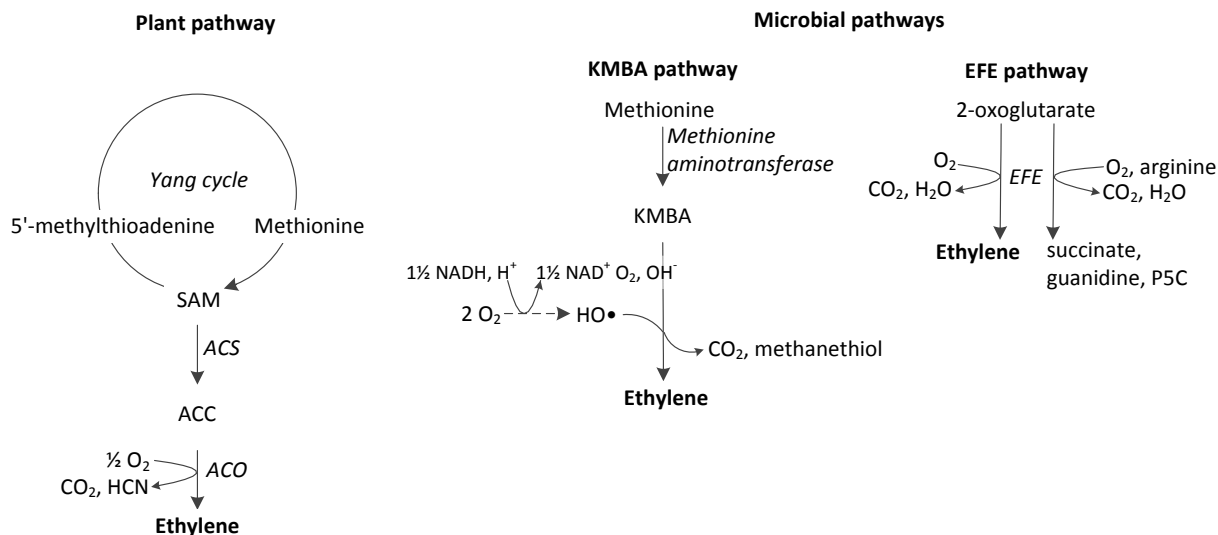 Plant pathway
Yang cycle
5'-methylthioadenine
Methionine
SAM
ACS
ACC
½ O₂
ACO
CO₂, HCN
Ethylene
Microbial pathways
KMBA pathway
Methionine
Methionine
aminotransferase
KMBA
1½ NADH, H⁺
1½ NAD⁺ O₂, OH⁻
2 O₂
HO•
CO₂, methanethiol
Ethylene
EFE pathway
2-oxoglutarate
O₂
EFE
O₂, arginine
CO₂, H₂O
CO₂, H₂O
Ethylene
succinate,
guanidine, P5C